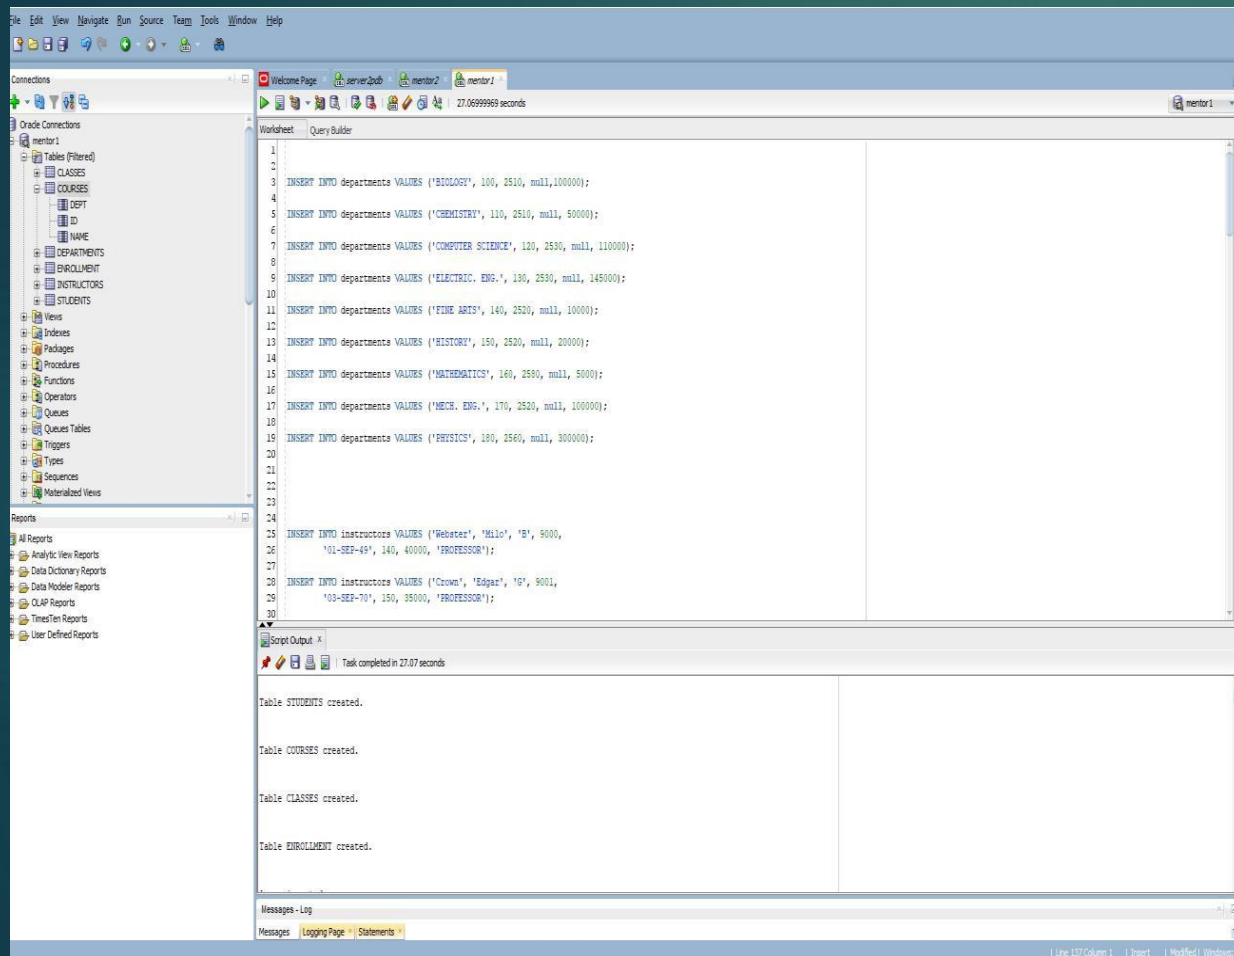 File Edit View Navigate Run Source Team Tools Window Help
Connections
Oracle Connections
mentor1
Tables (Filtered)
CLASSES
COURSES
DEPT
ID
NAME
DEPARTMENTS
ENROLLMENT
INSTRUCTORS
STUDENTS
Views
Indexes
Packages
Procedures
Functions
Operators
Queues
Queues Tables
Triggers
Types
Sequences
Materialized Views
Reports
All Reports
Analytic View Reports
Data Dictionary Reports
Data Modeler Reports
OLAP Reports
TimesTen Reports
User Defined Reports
Welcome Page server2pdb mentor2 mentor1
27.06999969 seconds mentor1
Worksheet Query Builder
1
2
3 INSERT INTO departments VALUES ('BIOLOGY', 100, 2510, null,100000);
4
5 INSERT INTO departments VALUES ('CHEMISTRY', 110, 2510, null, 50000);
6
7 INSERT INTO departments VALUES ('COMPUTER SCIENCE', 120, 2530, null, 110000);
8
9 INSERT INTO departments VALUES ('ELECTRIC. ENG.', 130, 2530, null, 145000);
10
11 INSERT INTO departments VALUES ('FINE ARTS', 140, 2520, null, 10000);
12
13 INSERT INTO departments VALUES ('HISTORY', 150, 2520, null, 20000);
14
15 INSERT INTO departments VALUES ('MATHEMATICS', 160, 2580, null, 5000);
16
17 INSERT INTO departments VALUES ('MECH. ENG.', 170, 2520, null, 100000);
18
19 INSERT INTO departments VALUES ('PHYSICS', 180, 2560, null, 300000);
20
21
22
23
24
25 INSERT INTO instructors VALUES ('Webster', 'Milo', 'B', 9000,
26 '01-SEP-49', 140, 40000, 'PROFESSOR');
27
28 INSERT INTO instructors VALUES ('Crown', 'Edgar', 'G', 9001,
29 '03-SEP-70', 150, 35000, 'PROFESSOR');
30
Script Output x
Task completed in 27.07 seconds
Table STUDENTS created.
Table COURSES created.
Table CLASSES created.
Table ENROLLMENT created.
Messages - Log
Messages Logging Page Statements
Line 157 Column 1 | Insert | Modified | Windows